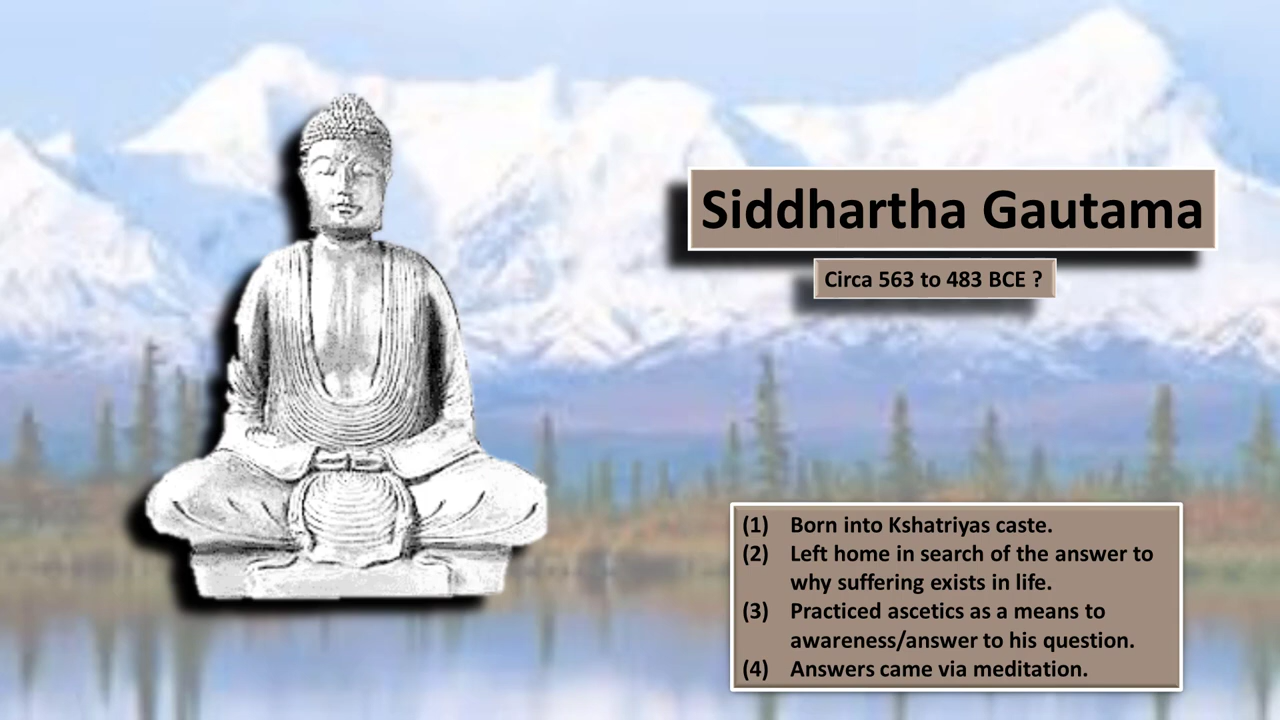 Siddhartha Gautama
Circa 563 to 483 BCE ?
(1) Born into Kshatriyas caste.
(2) Left home in search of the answer to
why suffering exists in life.
(3) Practiced ascetics as a means to
awareness/answer to his question.
(4) Answers came via meditation.